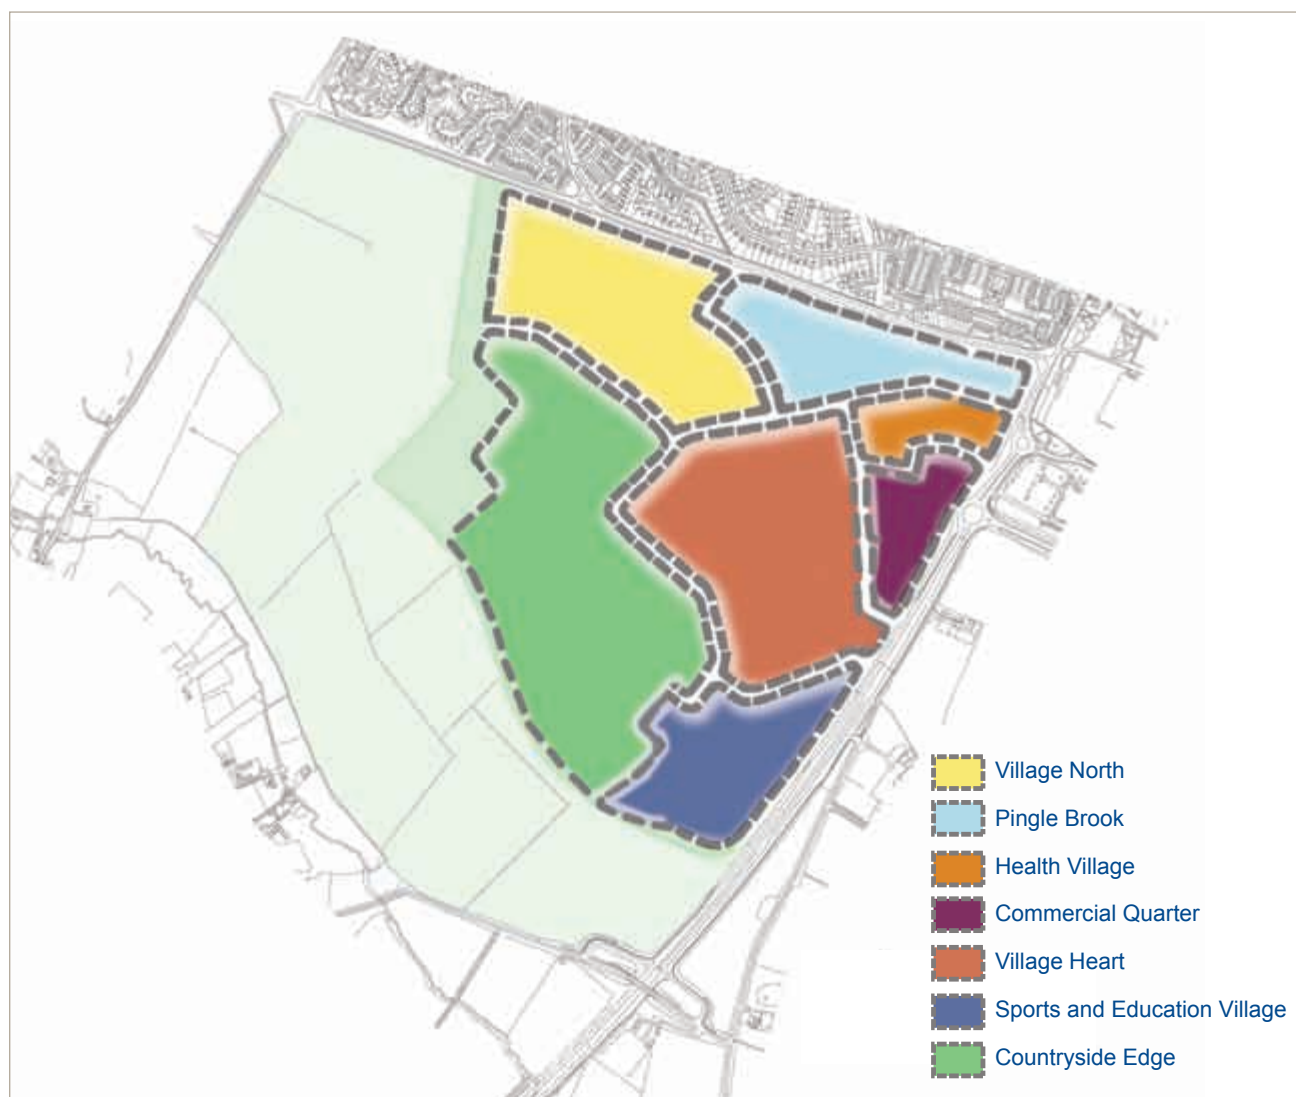 Village North
Pingle Brook
Health Village
Commercial Quarter
Village Heart
Sports and Education Village
Countryside Edge